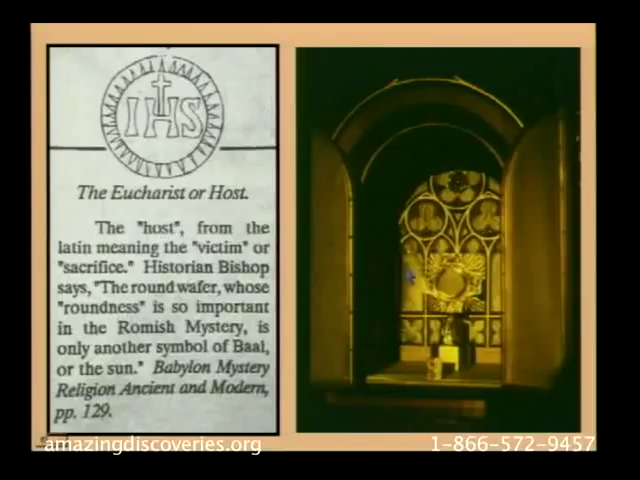 IHS
The Eucharist or Host.
The "host", from the
latin meaning the "victim" or
"sacrifice." Historian Bishop
says, "The round wafer, whose
"roundness" is so important
in the Romish Mystery, is
only another symbol of Baal,
or the sun." Babylon Mystery
Religion Ancient and Modern,
pp. 129.
amazingdiscoveries.org
1-866-572-9457